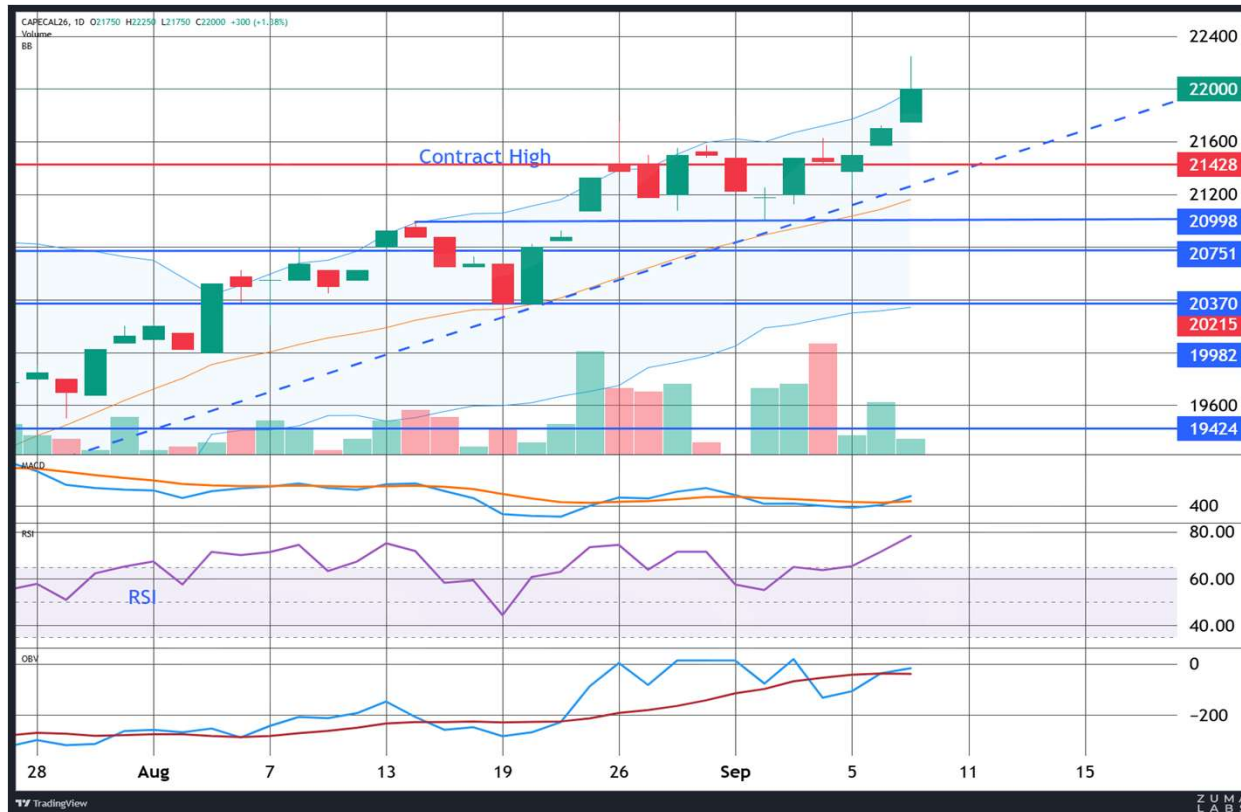 CAPECAL26, 1D O21750 H22250 L21750 C22000 +300 (+1.38%)
Volume
BB
22400
22000
Contract High
21600
21428
21200
20998
20751
20370
20215
19982
19600
19424
MACD
400
RSI
80.00
60.00
RSI
40.00
OBV
0
−200
28 Aug 7 13 19 26 Sep 5 11 15
TradingView